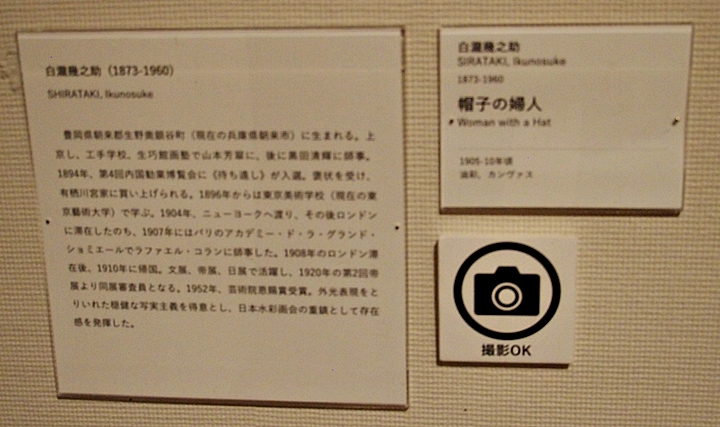 白瀧幾之助（1873-1960）
SHIRATAKI, Ikunosuke
豊岡県朝来郡生野奥銀谷町（現在の兵庫県朝来市）に生まれる。上
京し、工手学校、生巧館画塾で山本芳翠に、後に黒田清輝に師事。
1894年、第4回内国勧業博覧会に《待ち遠し》が入選。褒状を受け、
有栖川宮家に買い上げられる。1896年からは東京美術学校（現在の東
京藝術大学）で学ぶ。1904年、ニューヨークへ渡り、その後ロンドン
に滞在したのち、1907年にはパリのアカデミー・ド・ラ・グランド・
ショミエールでラファエル・コランに師事した。1908年のロンドン滞
在後、1910年に帰国。文展、帝展、日展で活躍し、1920年の第2回帝
展より同展審査員となる。1952年、芸術院恩賜賞受賞。外光表現をと
りいれた穏健な写実主義を得意とし、日本水彩画会の重鎮として存在
感を発揮した。
白瀧幾之助
SIRATAKI, Ikunosuke
1873-1960
帽子の婦人
Woman with a Hat
1905-10年頃
油彩、カンヴァス
撮影OK